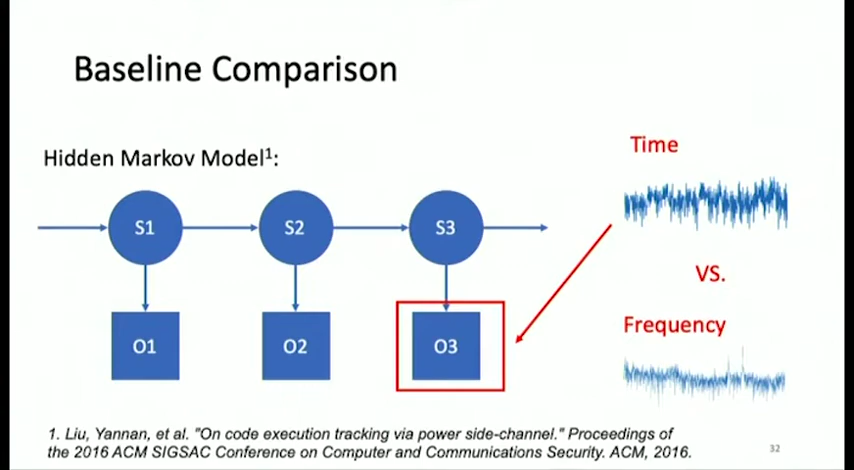 Baseline Comparison
Hidden Markov Model¹:
Time
S1
S2
S3
VS.
Frequency
O1
O2
O3
1. Liu, Yannan, et al. "On code execution tracking via power side-channel." Proceedings of
the 2016 ACM SIGSAC Conference on Computer and Communications Security. ACM, 2016.
32